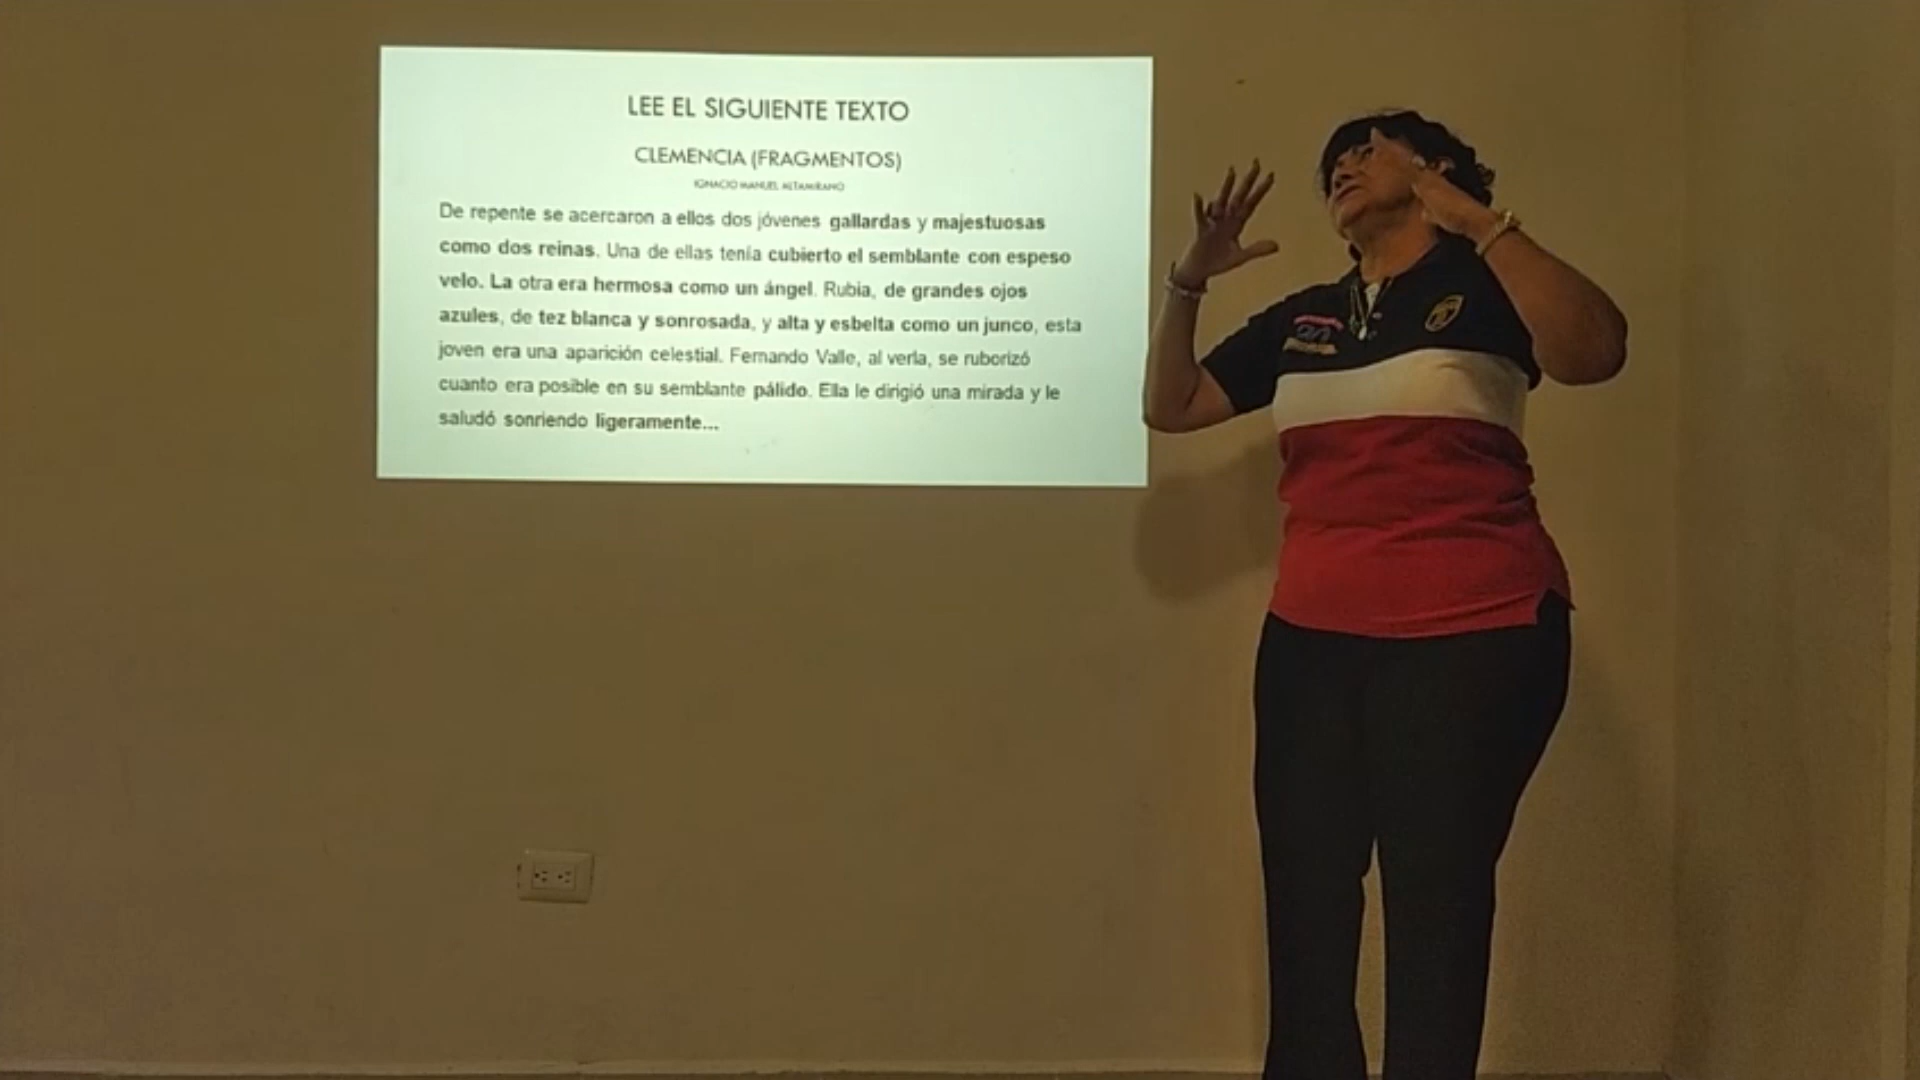 LEE EL SIGUIENTE TEXTO
CLEMENCIA (FRAGMENTOS)
IGNACIO MANUEL ALTAMIRANO
De repente se acercaron a ellos dos jóvenes gallardas y majestuosas
como dos reinas. Una de ellas tenía cubierto el semblante con espeso
velo. La otra era hermosa como un ángel. Rubia, de grandes ojos
azules, de tez blanca y sonrosada, y alta y esbelta como un junco, esta
joven era una aparición celestial. Fernando Valle, al verla, se ruborizó
cuanto era posible en su semblante pálido. Ella le dirigió una mirada y le
saludó sonriendo ligeramente...